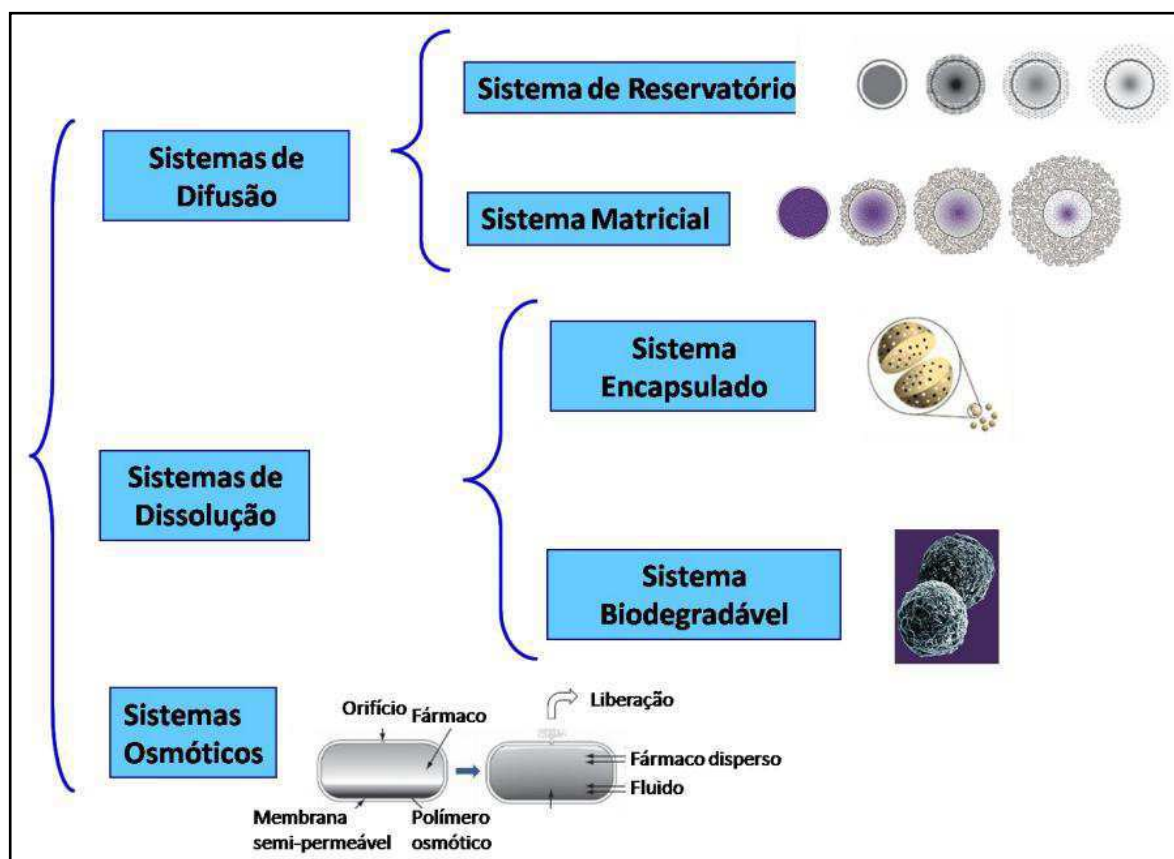 Sistema de Reservatório
Sistemas de
Difusão
Sistema Matricial
Sistema
Encapsulado
Sistemas de
Dissolução
Sistema
Biodegradável
Sistemas
Osmóticos
Orifício
Fármaco
Liberação
Fármaco disperso
Fluido
Membrana
semi-permeável
Polímero
osmótico